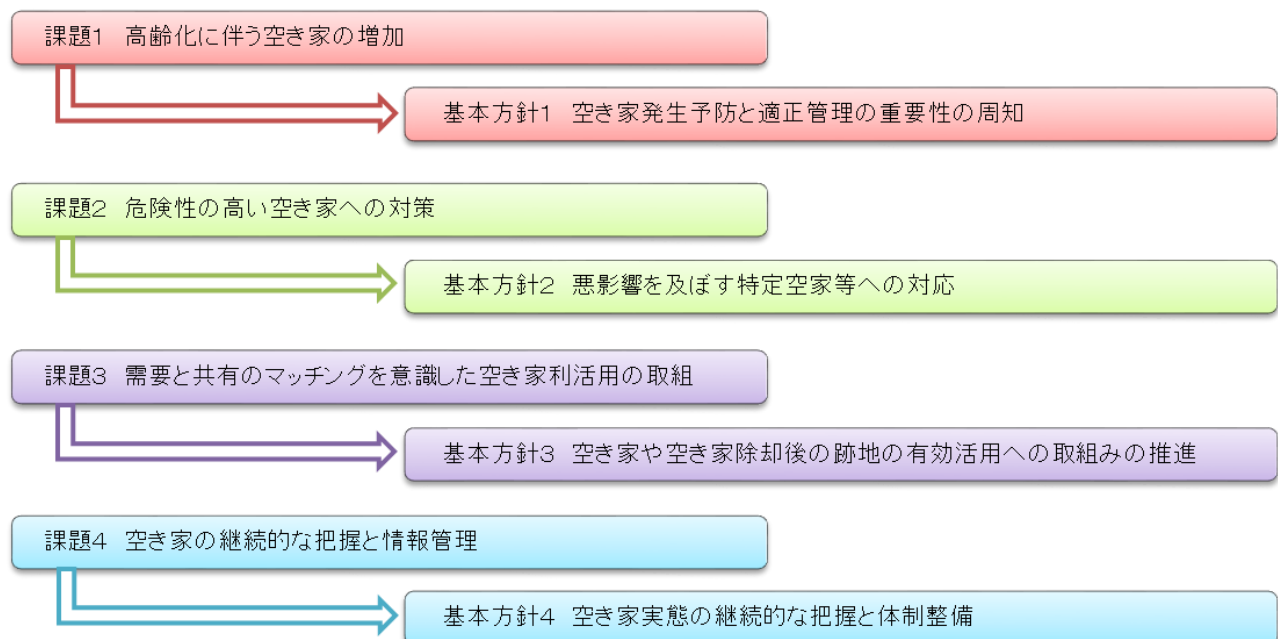 課題1 高齢化に伴う空き家の増加
基本方針1 空き家発生予防と適正管理の重要性の周知
課題2 危険性の高い空き家への対策
基本方針2 悪影響を及ぼす特定空家等への対応
課題3 需要と共有のマッチングを意識した空き家利活用の取組
基本方針3 空き家や空き家除却後の跡地の有効活用への取組みの推進
課題4 空き家の継続的な把握と情報管理
基本方針4 空き家実態の継続的な把握と体制整備